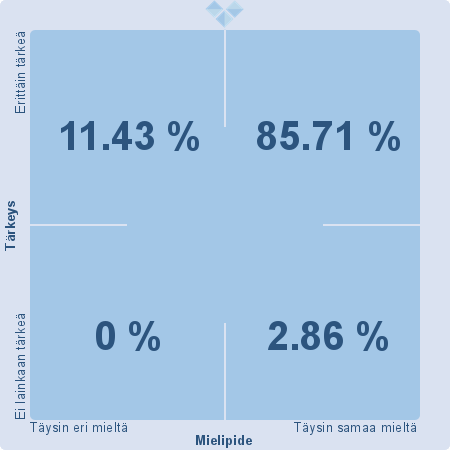 Erittäin tärkeä
11.43 %
85.71 %
Tärkeys
0 %
2.86 %
Ei lainkaan tärkeä
Täysin eri mieltä
Täysin samaa mieltä
Mielipide